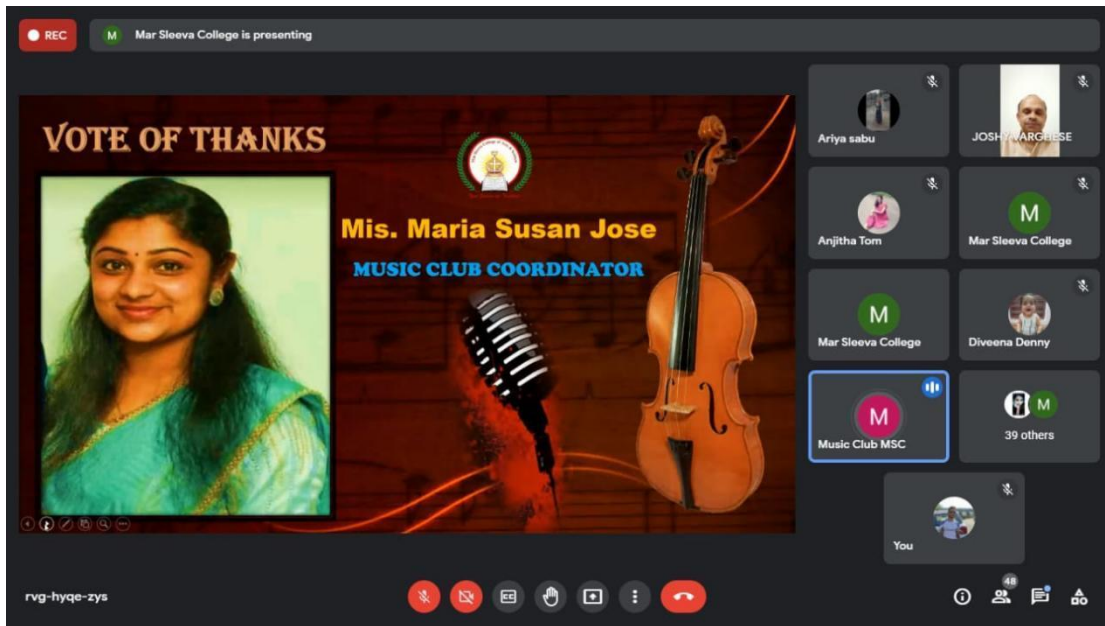 REC
M
Mar Sleeva College is presenting
VOTE OF THANKS
Mis. Maria Susan Jose
MUSIC CLUB COORDINATOR
Ariya sabu
JOSHY VARGHESE
Anjitha Tom
M
Mar Sleeva College
M
Mar Sleeva College
Diveena Denny
M
Music Club MSC
M
39 others
You
rvg-hyqe-zys
CC
48